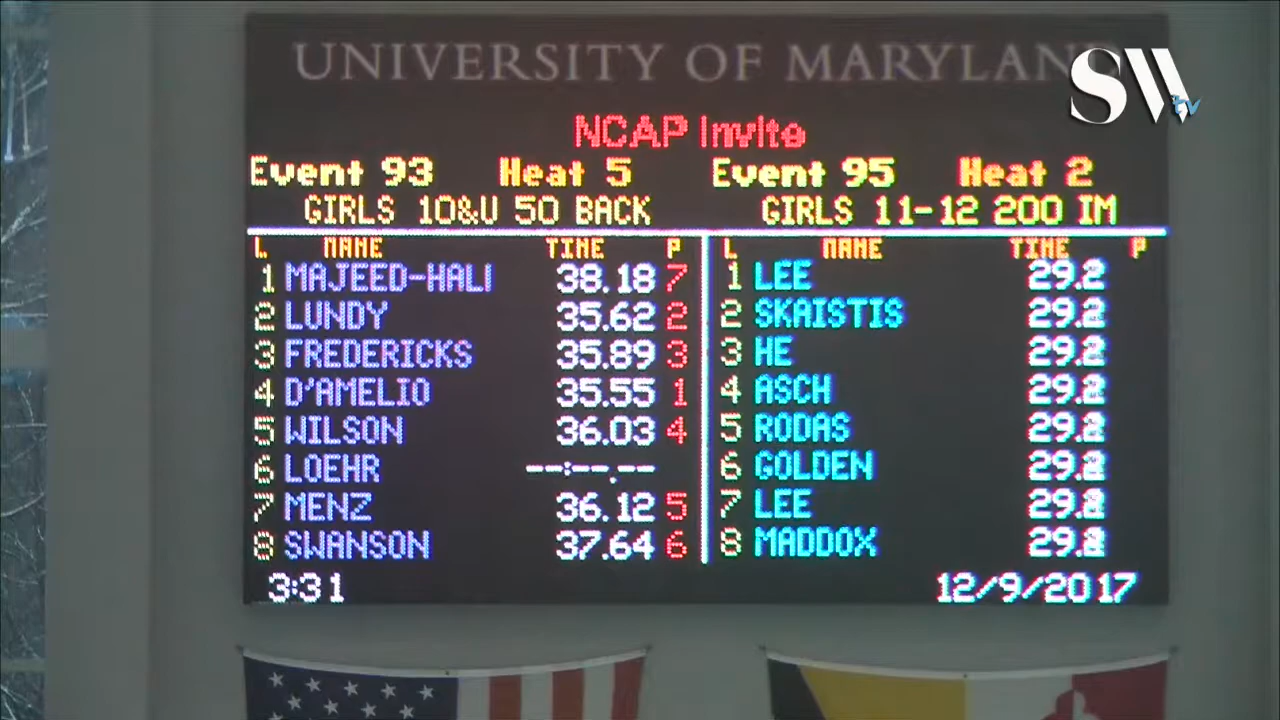 UNIVERSITY OF MARYLAND
SW
tv
NCAP Invite
Event 93 Heat 5 Event 95 Heat 2
GIRLS 10&U 50 BACK GIRLS 11-12 200 IM
L NAME TIME P L NAME TIME P
1 MAJEED-HALI 38.18 7 1 LEE 29.2
2 LUNDY 35.62 2 2 SKAISTIS 29.2
3 FREDERICKS 35.89 3 3 HE 29.2
4 D'AMELIO 35.55 1 4 ASCH 29.2
5 WILSON 36.03 4 5 RODAS 29.2
6 LOEHR --:--.-- 6 GOLDEN 29.2
7 MENZ 36.12 5 7 LEE 29.2
8 SWANSON 37.64 6 8 MADDOX 29.2
3:31 12/9/2017